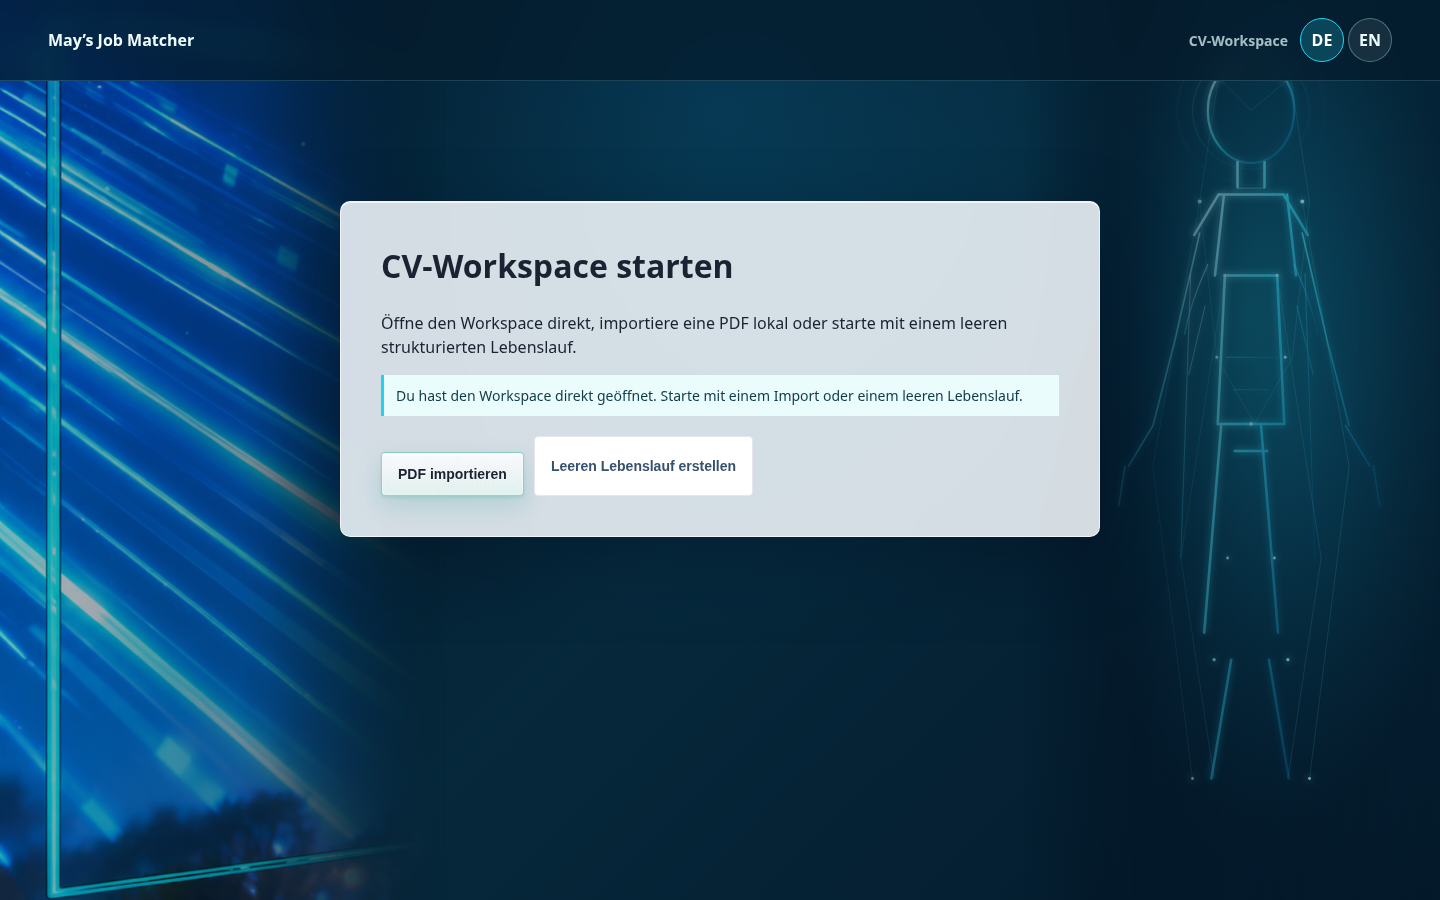 May’s Job Matcher
CV-Workspace
DE
EN
CV-Workspace starten
Öffne den Workspace direkt, importiere eine PDF lokal oder starte mit einem leeren
strukturierten Lebenslauf.
Du hast den Workspace direkt geöffnet. Starte mit einem Import oder einem leeren Lebenslauf.
PDF importieren
Leeren Lebenslauf erstellen